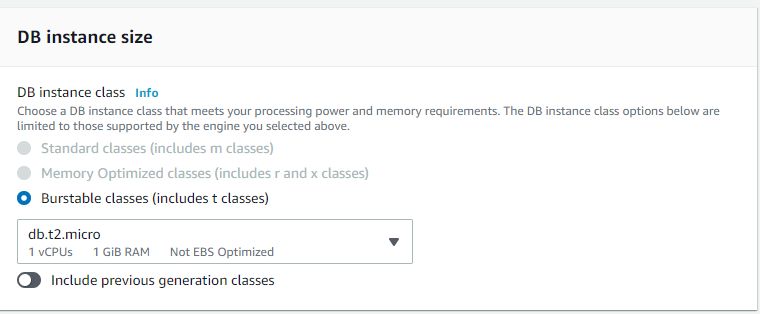 DB instance size
DB instance class Info
Choose a DB instance class that meets your processing power and memory requirements. The DB instance class options below are
limited to those supported by the engine you selected above.
Standard classes (includes m classes)
Memory Optimized classes (includes r and x classes)
Burstable classes (includes t classes)
db.t2.micro
1 vCPUs 1 GiB RAM Not EBS Optimized
Include previous generation classes